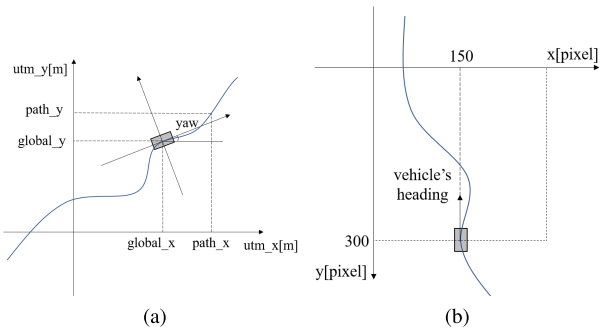 utm_y[m]
path_y
global_y
yaw
global_x
path_x
utm_x[m]
(a)
150
x[pixel]
vehicle's
heading
300
y[pixel]
(b)